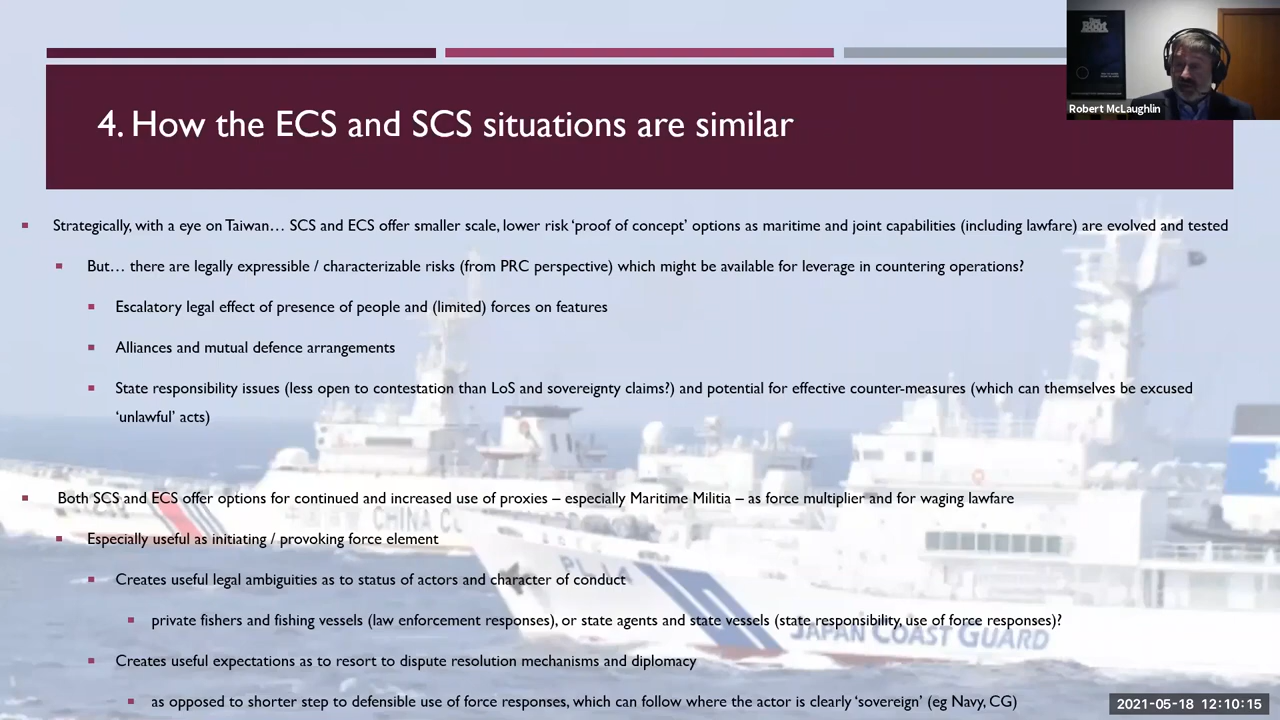 The Boat
Robert McLaughlin
4. How the ECS and SCS situations are similar
Strategically, with a eye on Taiwan… SCS and ECS offer smaller scale, lower risk ‘proof of concept’ options as maritime and joint capabilities (including lawfare) are evolved and tested
But… there are legally expressible / characterizable risks (from PRC perspective) which might be available for leverage in countering operations?
Escalatory legal effect of presence of people and (limited) forces on features
Alliances and mutual defence arrangements
State responsibility issues (less open to contestation than LoS and sovereignty claims?) and potential for effective counter-measures (which can themselves be excused
‘unlawful’ acts)
Both SCS and ECS offer options for continued and increased use of proxies – especially Maritime Militia – as force multiplier and for waging lawfare
CHINA CO
Especially useful as initiating / provoking force element
Creates useful legal ambiguities as to status of actors and character of conduct
private fishers and fishing vessels (law enforcement responses), or state agents and state vessels (state responsibility, use of force responses)?
JAPAN COAST GUARD
Creates useful expectations as to resort to dispute resolution mechanisms and diplomacy
as opposed to shorter step to defensible use of force responses, which can follow where the actor is clearly ‘sovereign’ (eg Navy, CG)
2021-05-18 12:10:15